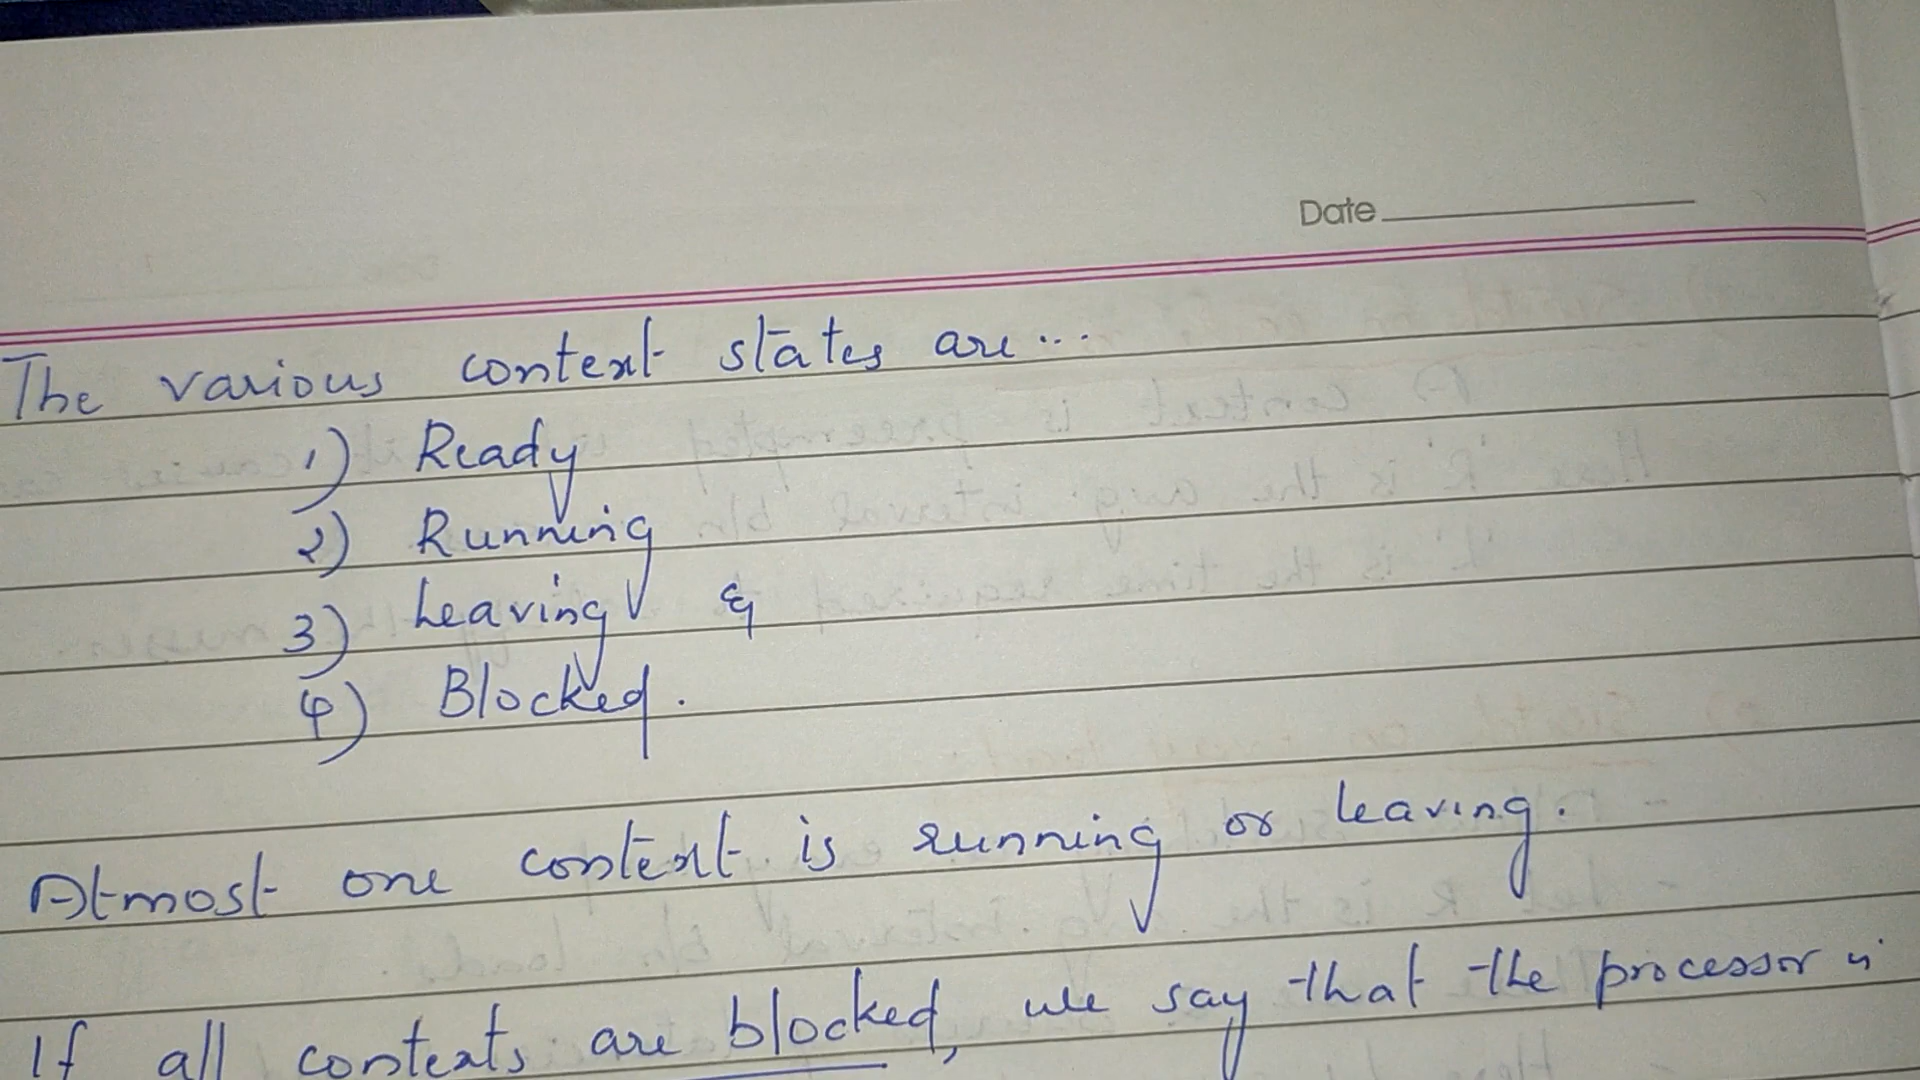 Date
The various context states are...
1) Ready
2) Running
3) Leaving &
4) Blocked.
Atmost one context is running or leaving.
If all contexts are blocked, we say that the processor is